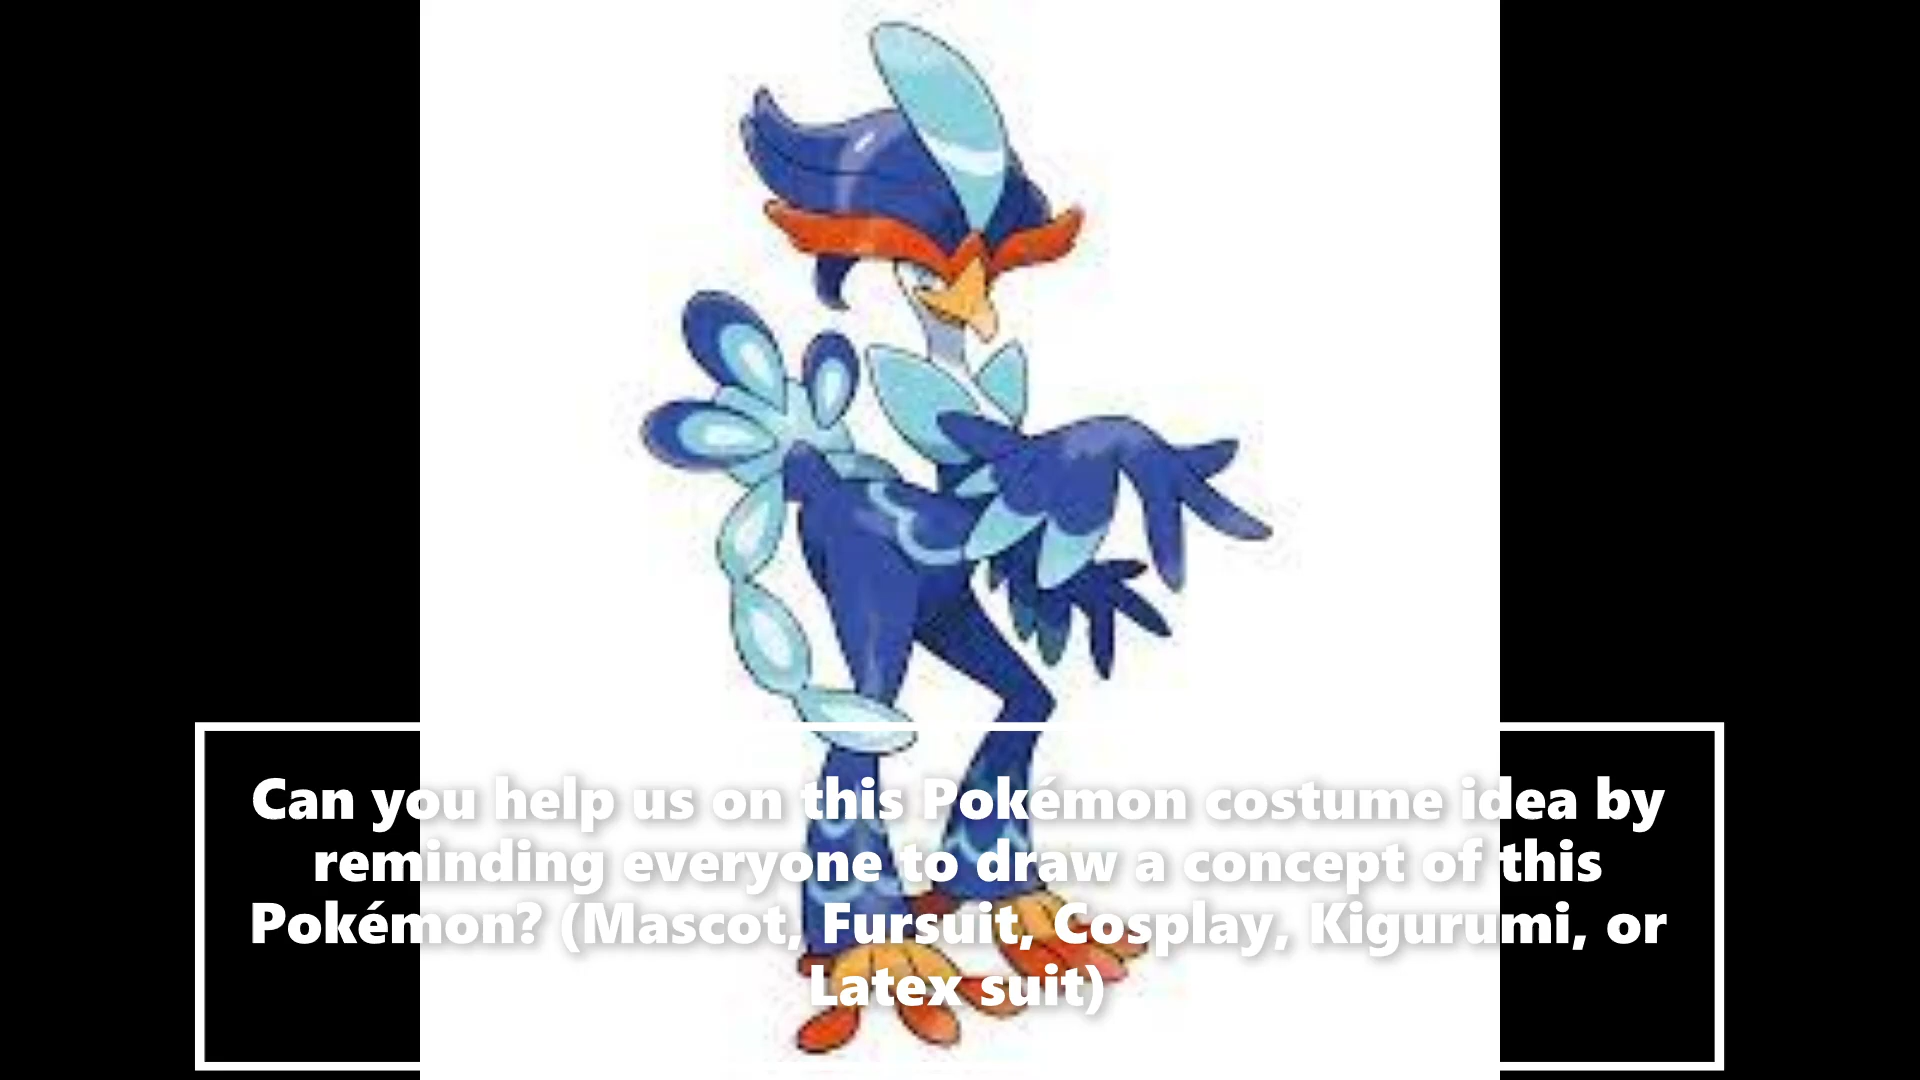 Can you help us on this Pokémon costume idea by
reminding everyone to draw a concept of this
Pokémon? (Mascot, Fursuit, Cosplay, Kigurumi, or
Latex suit)